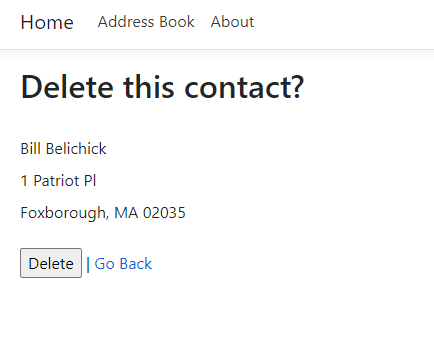 Home Address Book About
Delete this contact?
Bill Belichick
1 Patriot Pl
Foxborough, MA 02035
Delete | Go Back